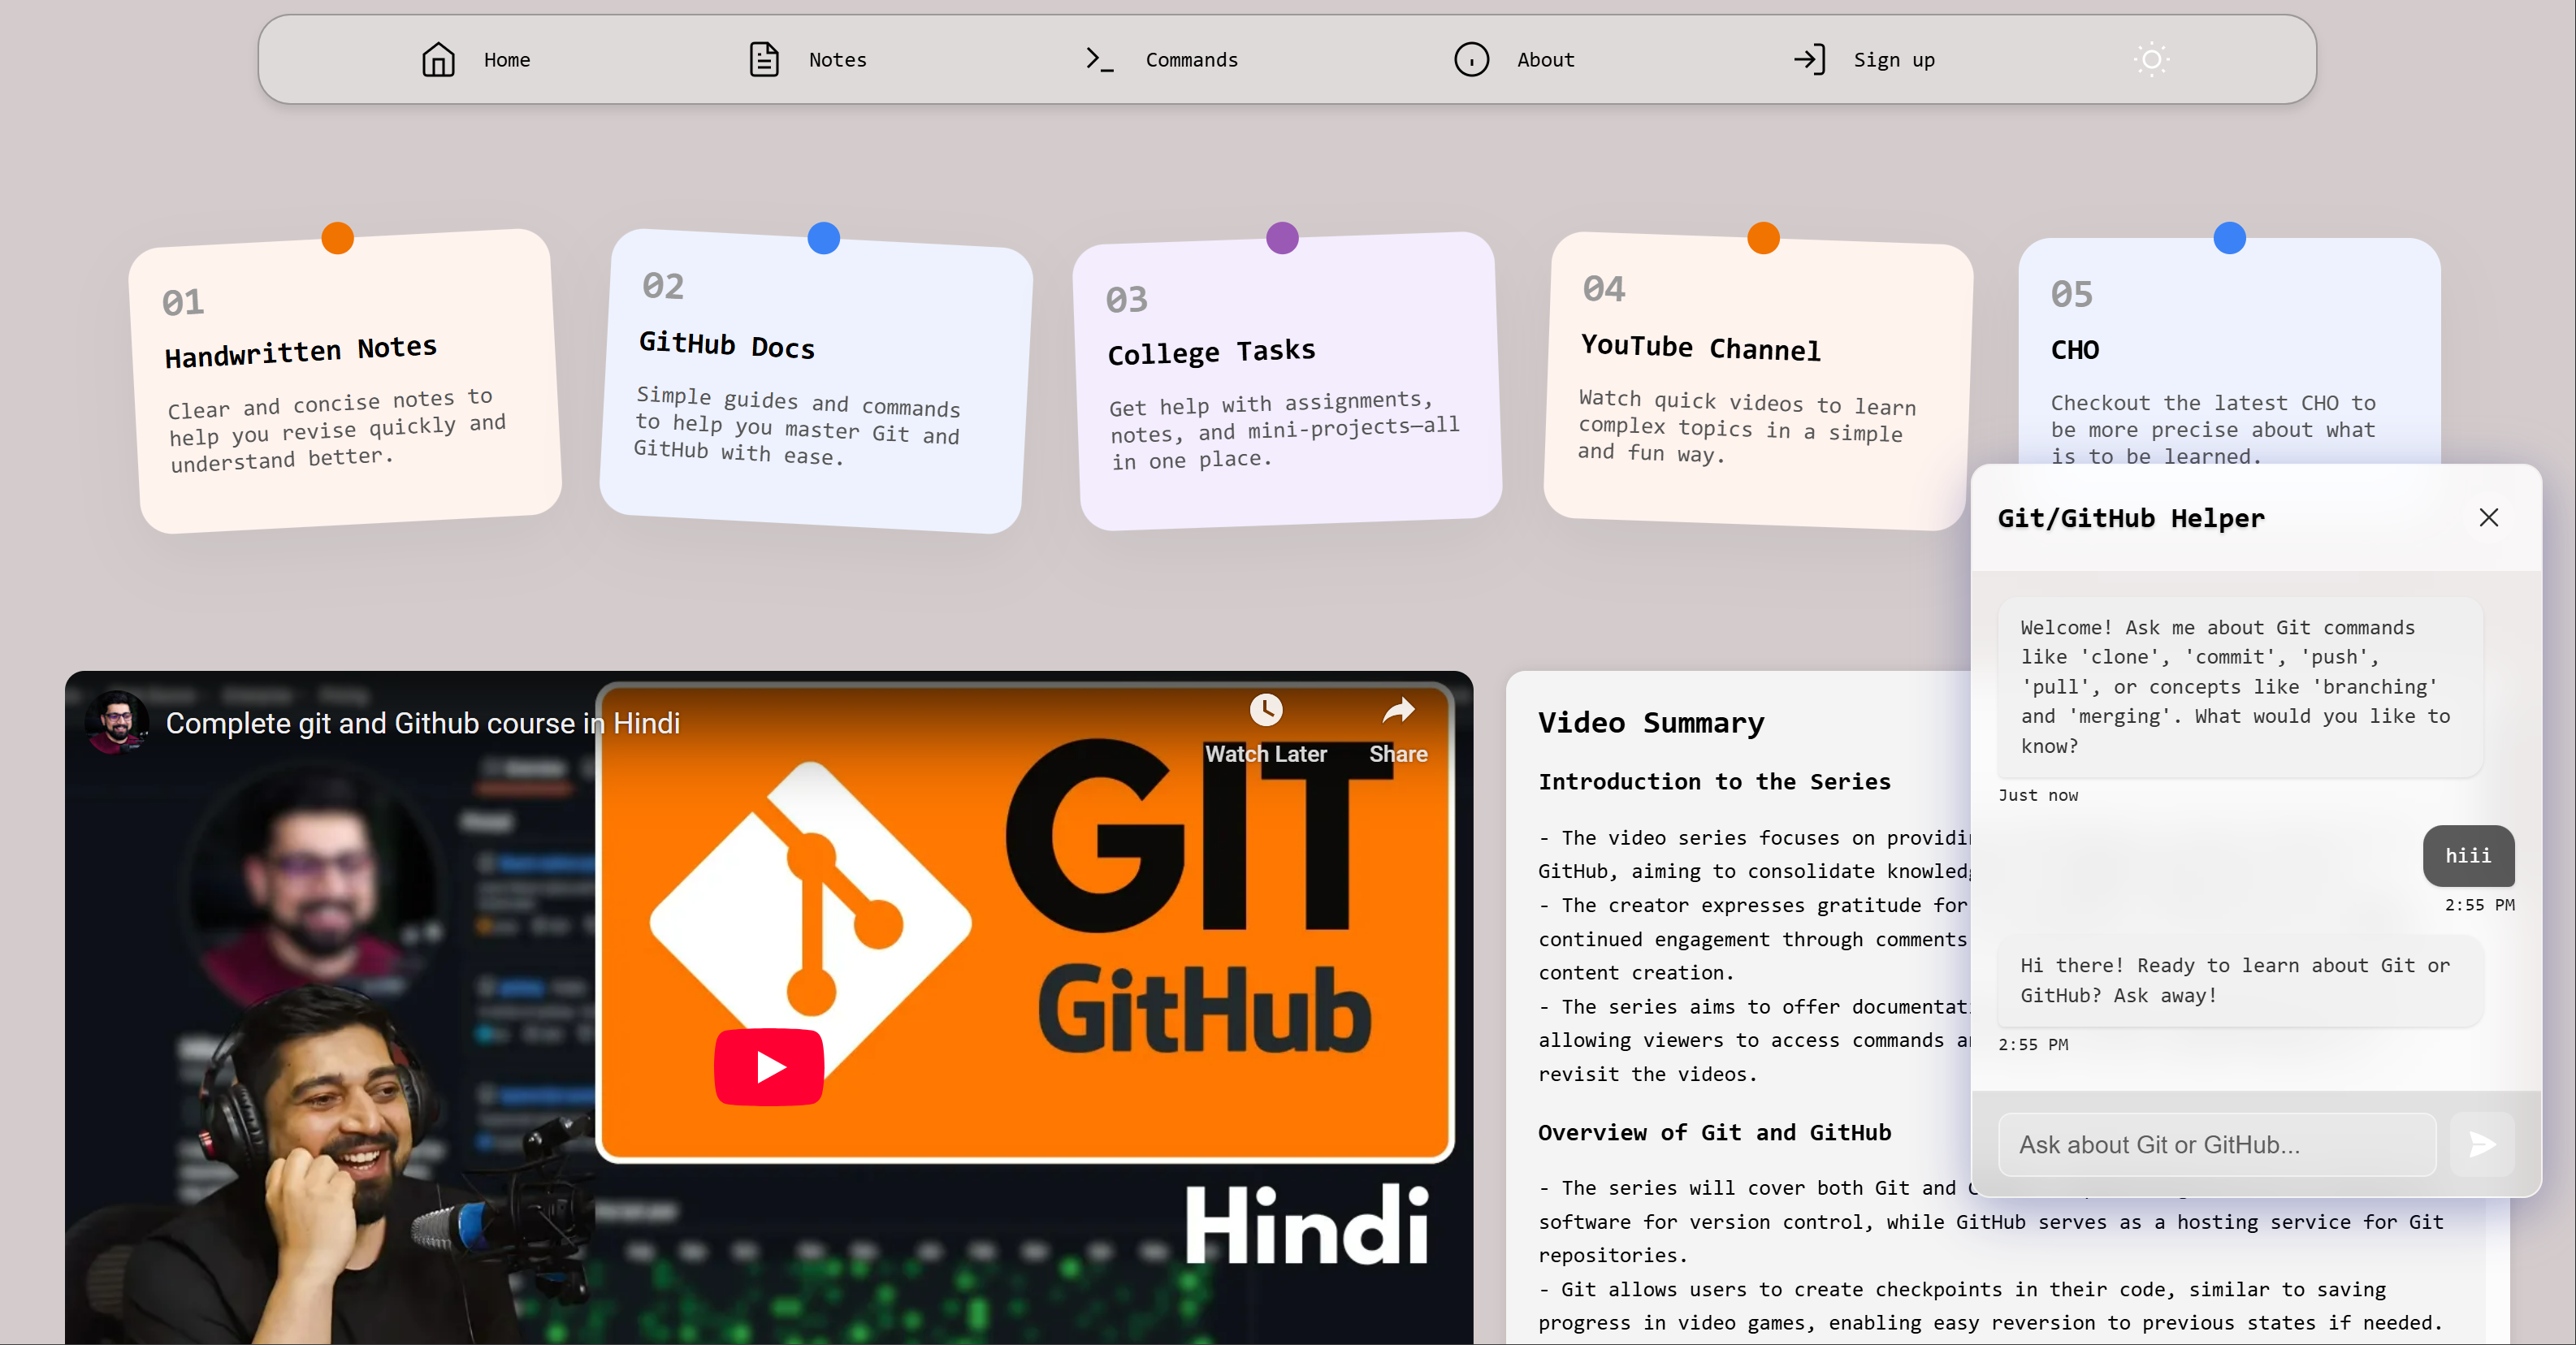 Home
Notes
Commands
About
Sign up
01
Handwritten Notes
Clear and concise notes to
help you revise quickly and
understand better.
02
GitHub Docs
Simple guides and commands
to help you master Git and
GitHub with ease.
03
College Tasks
Get help with assignments,
notes, and mini-projects—all
in one place.
04
YouTube Channel
Watch quick videos to learn
complex topics in a simple
and fun way.
05
CHO
Checkout the latest CHO to
be more precise about what
is to be learned.
Complete git and Github course in Hindi
Watch Later
Share
GIT
GitHub
Hindi
Video Summary
Introduction to the Series
- The video series focuses on
GitHub, aiming to consolidate
- The creator expresses gratitude for
continued engagement through comments
content creation.
- The series aims to offer
allowing viewers to access commands
revisit the videos.
Overview of Git and GitHub
- The series will cover both Git and
software for version control, while GitHub serves as a hosting service for Git
repositories.
- Git allows users to create checkpoints in their code, similar to saving
progress in video games, enabling easy reversion to previous states if needed.
Git/GitHub Helper
Welcome! Ask me about Git commands
like 'clone', 'commit', 'push',
'pull', or concepts like 'branching'
and 'merging'. What would you like to
know?
Just now
hiii
2:55 PM
Hi there! Ready to learn about Git or
GitHub? Ask away!
2:55 PM
Ask about Git or GitHub...